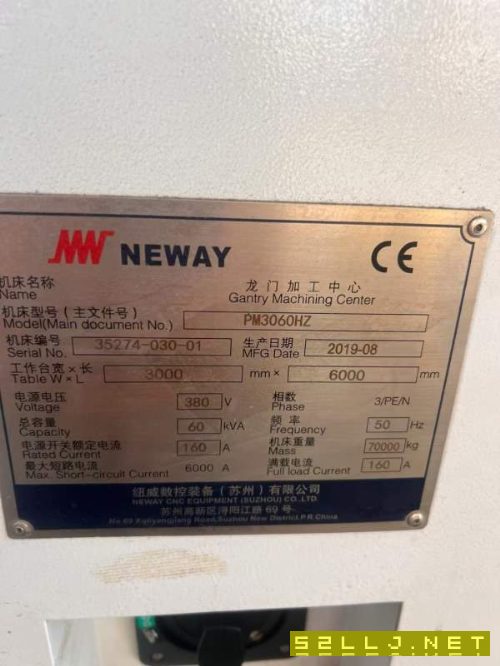 NEWAY CE
机床名称 龙门加工中心
Name Gantry Machining Center
机床型号(主文件号) PM3060HZ
Model(Main document No.)
机床编号 35274-030-01 生产日期 2019-08
Serial No. MFG Date
工作台宽×长 3000 mm× 6000 mm
Table W×L
电源电压 380 V 相数 3/PE/N
Voltage Phase
总容量 60 kVA 频率 50 Hz
Capacity Frequency
电源开关额定电流 160 A 机床重量 70000 kg
Rated Current Mass
最大短路电流 6000 A 满载电流 160 A
Max. Short-circuit Current Full load Current
纽威数控装备(苏州)有限公司
NEWAY CNC EQUIPMENT (SUZHOU) CO.,LTD.
苏州高新区浔阳江路 69 号
No.69 Xunyangjiang Road,Suzhou New District.P.R.China
52LLJ.NET